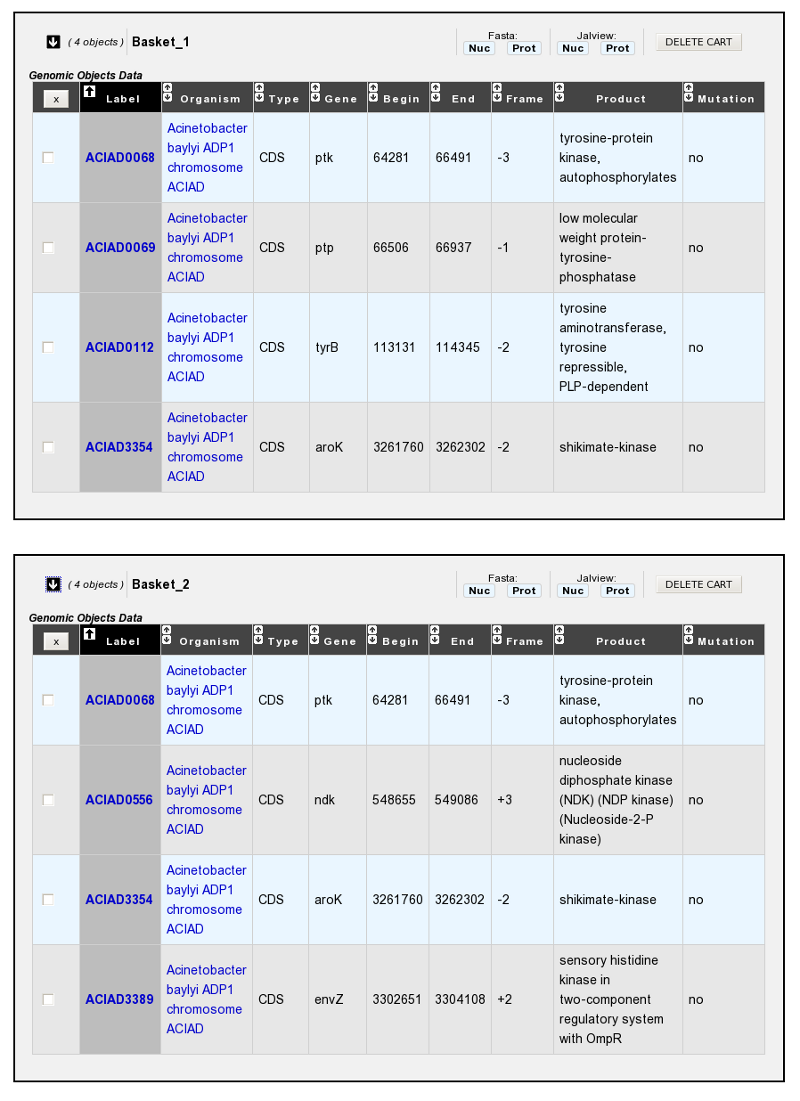 ( 4 objects ) Basket_1 Fasta: Jalview:
Nuc Prot Nuc Prot DELETE CART
Genomic Objects Data
x Label Organism Type Gene Begin End Frame Product Mutation
ACIAD0068 Acinetobacter baylyi ADP1 chromosome ACIAD CDS ptk 64281 66491 -3 tyrosine-protein kinase, autophosphorylates no
ACIAD0069 Acinetobacter baylyi ADP1 chromosome ACIAD CDS ptp 66506 66937 -1 low molecular weight protein-tyrosine-phosphatase no
ACIAD0112 Acinetobacter baylyi ADP1 chromosome ACIAD CDS tyrB 113131 114345 -2 tyrosine aminotransferase, tyrosine repressible, PLP-dependent no
ACIAD3354 Acinetobacter baylyi ADP1 chromosome ACIAD CDS aroK 3261760 3262302 -2 shikimate-kinase no
( 4 objects ) Basket_2 Fasta: Jalview:
Nuc Prot Nuc Prot DELETE CART
Genomic Objects Data
x Label Organism Type Gene Begin End Frame Product Mutation
ACIAD0068 Acinetobacter baylyi ADP1 chromosome ACIAD CDS ptk 64281 66491 -3 tyrosine-protein kinase, autophosphorylates no
ACIAD0556 Acinetobacter baylyi ADP1 chromosome ACIAD CDS ndk 548655 549086 +3 nucleoside diphosphate kinase (NDK) (NDP kinase) (Nucleoside-2-P kinase) no
ACIAD3354 Acinetobacter baylyi ADP1 chromosome ACIAD CDS aroK 3261760 3262302 -2 shikimate-kinase no
ACIAD3389 Acinetobacter baylyi ADP1 chromosome ACIAD CDS envZ 3302651 3304108 +2 sensory histidine kinase in two-component regulatory system with OmpR no